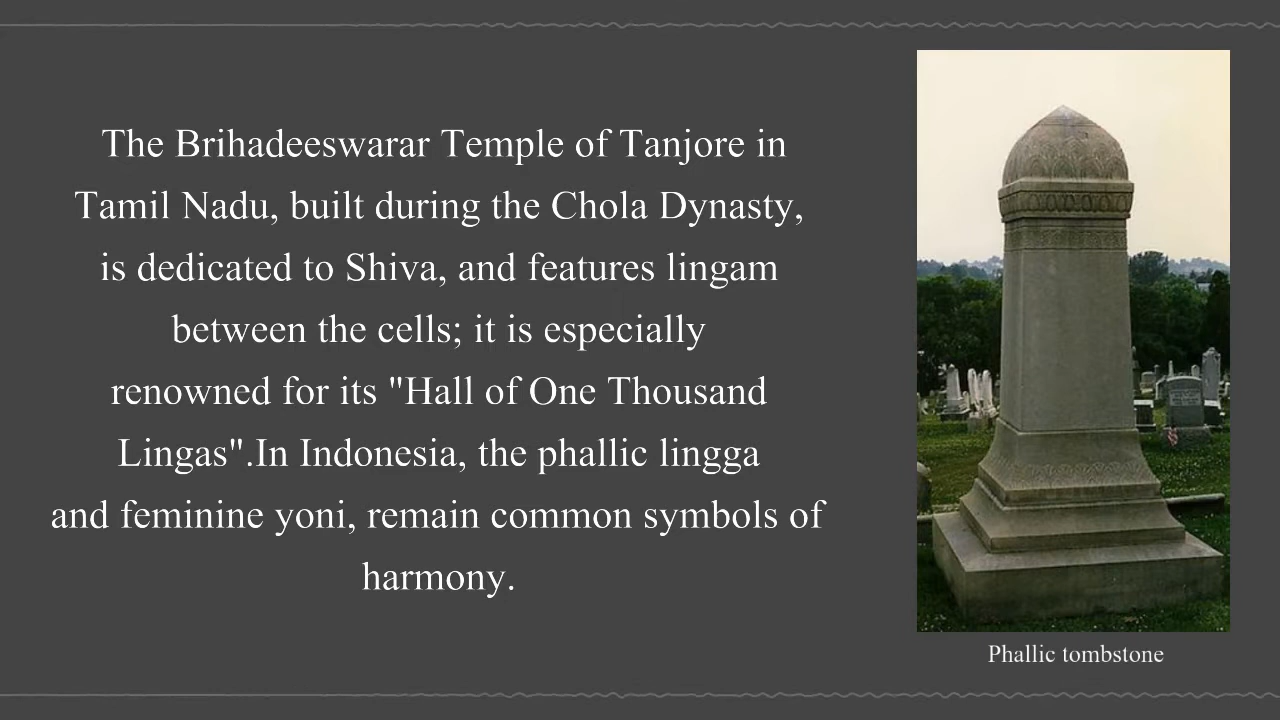 The Brihadeeswarar Temple of Tanjore in
Tamil Nadu, built during the Chola Dynasty,
is dedicated to Shiva, and features lingam
between the cells; it is especially
renowned for its "Hall of One Thousand
Lingas".In Indonesia, the phallic lingga
and feminine yoni, remain common symbols of
harmony.
Phallic tombstone